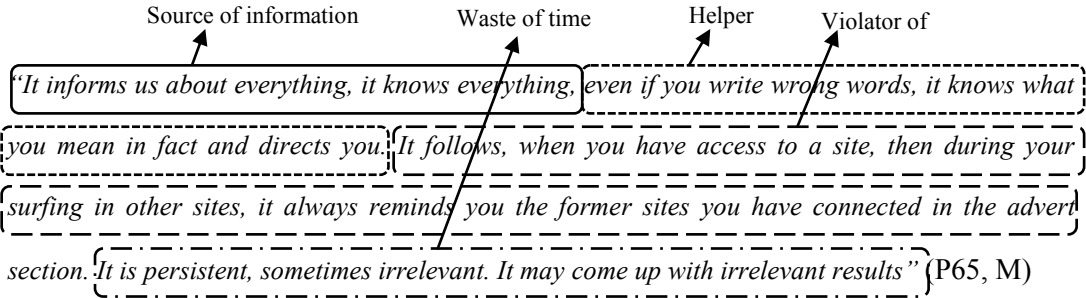 Source of information Waste of time Helper Violator of
“It informs us about everything, it knows everything, even if you write wrong words, it knows what
you mean in fact and directs you. It follows, when you have access to a site, then during your
surfing in other sites, it always reminds you the former sites you have connected in the advert
section. It is persistent, sometimes irrelevant. It may come up with irrelevant results” (P65, M)